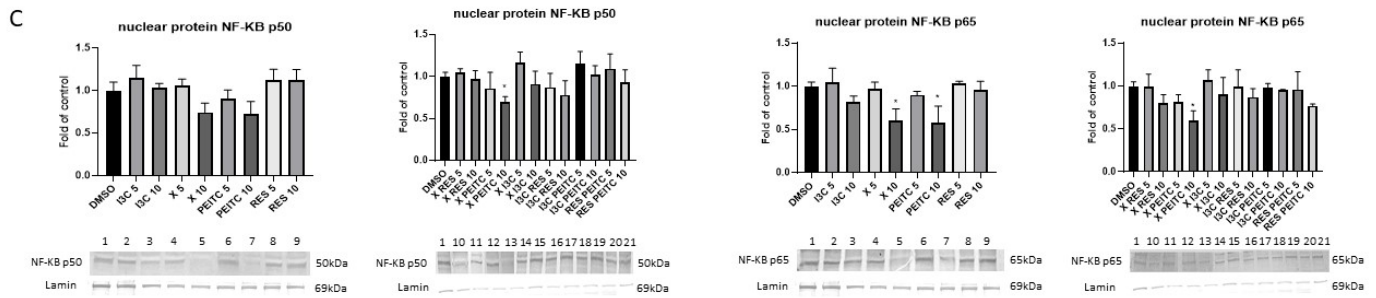 C
nuclear protein NF-KB p50
Fold of control
1.5
1.0
0.5
0.0
DMSO
I3C 5
I3C 10
X 5
X 10
PEITC 5
PEITC 10
RES 5
RES 10
1 2 3 4 5 6 7 8 9
NF-KB p50 50kDa
Lamin 69kDa
nuclear protein NF-KB p50
Fold of control
1.5
1.0
0.5
0.0
DMSO
X RES 5
X RES 10
X PEITC 5
X PEITC 10
X I3C 5
X I3C 10
I3C RES 5
I3C RES 10
I3C PEITC 5
I3C PEITC 10
RES PEITC 5
RES PEITC 10
*
1 10 11 12 13 14 15 16 17 18 19 20 21
NF-KB p50 50kDa
Lamin 69kDa
nuclear protein NF-KB p65
Fold of control
1.5
1.0
0.5
0.0
* *
DMSO
I3C 5
I3C 10
X 5
X 10
PEITC 5
PEITC 10
RES 5
RES 10
1 2 3 4 5 6 7 8 9
NF-KB p65 65kDa
Lamin 69kDa
nuclear protein NF-KB p65
Fold of control
1.5
1.0
0.5
0.0
*
DMSO
X RES 5
X RES 10
X PEITC 5
X PEITC 10
X I3C 5
X I3C 10
I3C RES 5
I3C RES 10
I3C PEITC 5
I3C PEITC 10
RES PEITC 5
RES PEITC 10
1 10 11 12 13 14 15 16 17 18 19 20 21
NF-KB p65 65kDa
Lamin 69kDa